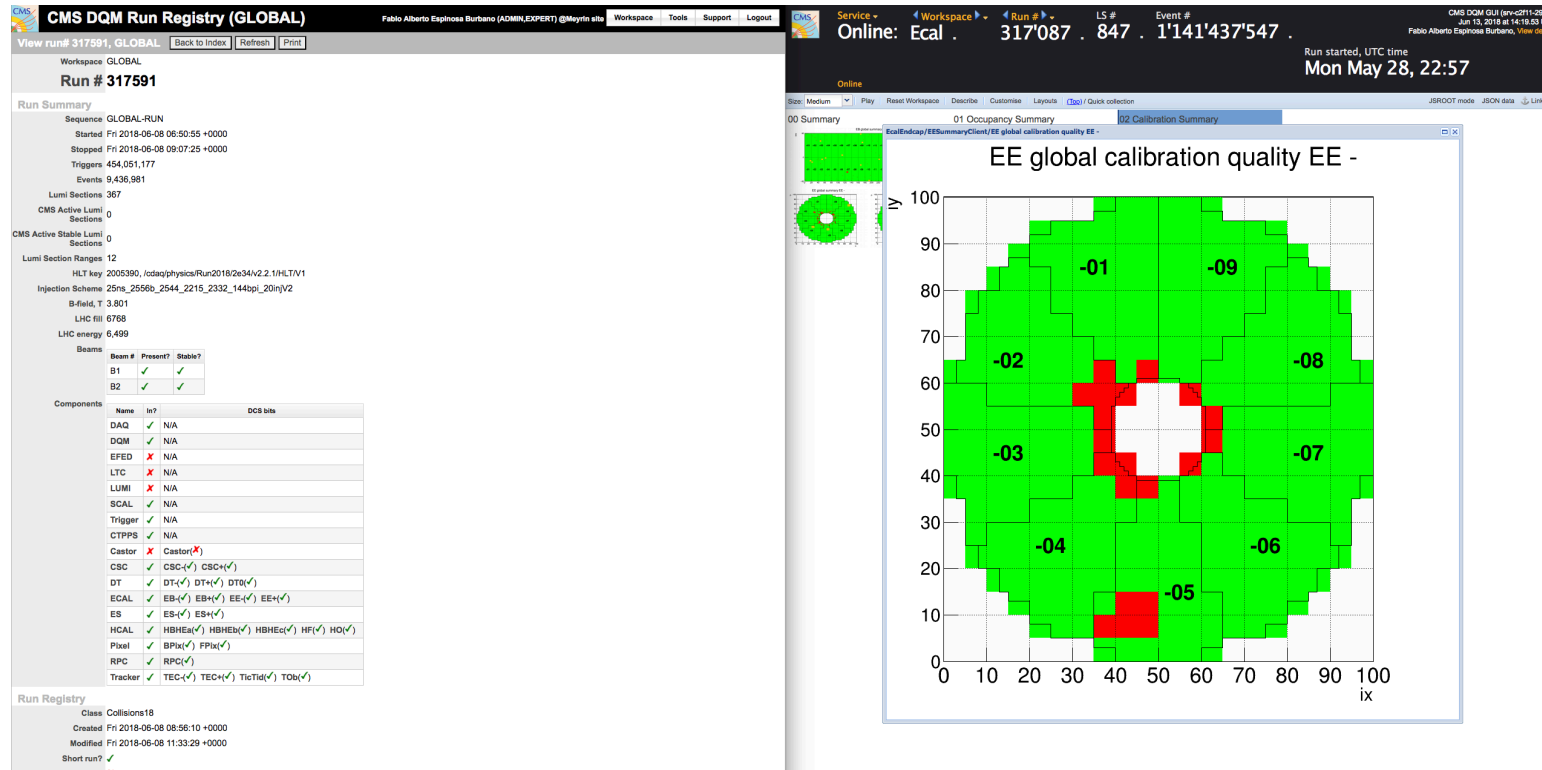 CMS
CMS DQM Run Registry (GLOBAL)
Fabio Alberto Espinosa Burbano (ADMIN,EXPERT) @Meyrin site
Workspace Tools Support Logout
View run# 317591, GLOBAL Back to Index Refresh Print
Workspace GLOBAL
Run # 317591
Run Summary
Sequence GLOBAL-RUN
Started Fri 2018-06-08 06:50:55 +0000
Stopped Fri 2018-06-08 09:07:25 +0000
Triggers 454,051,177
Events 9,436,981
Lumi Sections 367
CMS Active Lumi
Sections 0
CMS Active Stable Lumi
Sections 0
Lumi Section Ranges 12
HLT key 2005390, /cdaq/physics/Run2018/2e34/v2.2.1/HLT/V1
Injection Scheme 25ns_2556b_2544_2215_2332_144bpi_20injV2
B-field, T 3.801
LHC fill 6768
LHC energy 6,499
Beams
Beam # Present? Stable?
B1 ✓ ✓
B2 ✓ ✓
Components
Name In? DCS bits
DAQ ✓ N/A
DQM ✓ N/A
EFED ✗ N/A
LTC ✗ N/A
LUMI ✗ N/A
SCAL ✓ N/A
Trigger ✓ N/A
CTPPS ✓ N/A
Castor ✗ Castor(✗)
CSC ✓ CSC-(✓) CSC+(✓)
DT ✓ DT-(✓) DT+(✓) DT0(✓)
ECAL ✓ EB-(✓) EB+(✓) EE-(✓) EE+(✓)
ES ✓ ES-(✓) ES+(✓)
HCAL ✓ HBHEa(✓) HBHEb(✓) HBHEc(✓) HF(✓) HO(✓)
Pixel ✓ BPix(✓) FPix(✓)
RPC ✓ RPC(✓)
Tracker ✓ TEC-(✓) TEC+(✓) TicTid(✓) TOb(✓)
Run Registry
Class Collisions18
Created Fri 2018-06-08 08:56:10 +0000
Modified Fri 2018-06-08 11:33:29 +0000
Short run? ✓
CMS
Service Workspace Run # LS # Event #
Online: Ecal . 317'087 . 847 . 1'141'437'547 .
CMS DQM GUI (srv-c2f11-29
Jun 13, 2018 at 14:19.53
Fabio Alberto Espinosa Burbano, View de
Run started, UTC time
Mon May 28, 22:57
Online
Size: Medium Play Reset Workspace Describe Customise Layouts (Top) / Quick collection JSROOT mode JSON data Link
00 Summary 01 Occupancy Summary 02 Calibration Summary
EcalEndcap/EESummaryClient/EE global calibration quality EE -
EE global calibration quality EE -
iy
100
90
80
70
60
50
40
30
20
10
0
-01 -09
-02 -08
-03 -07
-04 -06
-05
0 10 20 30 40 50 60 70 80 90 100
ix